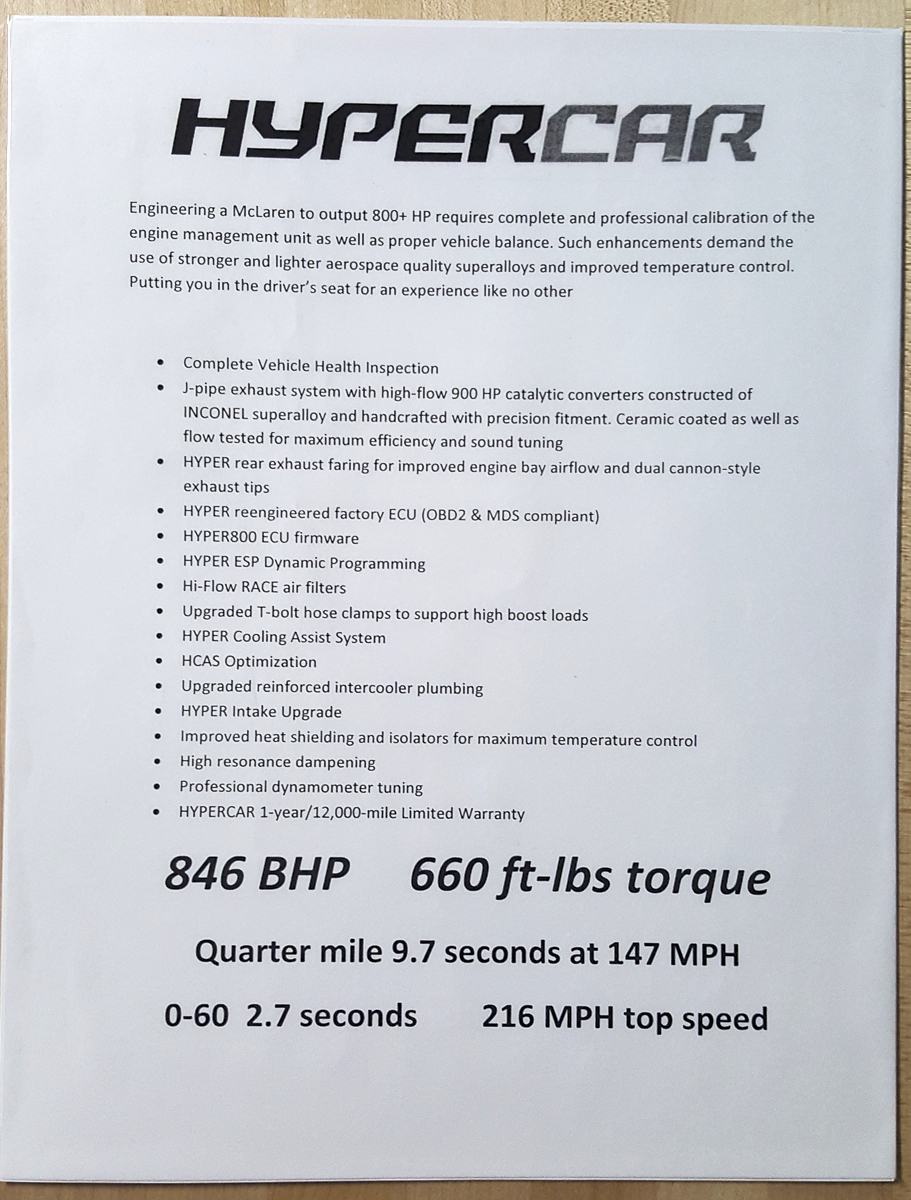 HYPERCAR
Engineering a McLaren to output 800+ HP requires complete and professional calibration of the
engine management unit as well as proper vehicle balance. Such enhancements demand the
use of stronger and lighter aerospace quality superalloys and improved temperature control.
Putting you in the driver's seat for an experience like no other
• Complete Vehicle Health Inspection
• J-pipe exhaust system with high-flow 900 HP catalytic converters constructed of
INCONEL superalloy and handcrafted with precision fitment. Ceramic coated as well as
flow tested for maximum efficiency and sound tuning
• HYPER rear exhaust faring for improved engine bay airflow and dual cannon-style
exhaust tips
• HYPER reengineered factory ECU (OBD2 & MDS compliant)
• HYPER800 ECU firmware
• HYPER ESP Dynamic Programming
• Hi-Flow RACE air filters
• Upgraded T-bolt hose clamps to support high boost loads
• HYPER Cooling Assist System
• HCAS Optimization
• Upgraded reinforced intercooler plumbing
• HYPER Intake Upgrade
• Improved heat shielding and isolators for maximum temperature control
• High resonance dampening
• Professional dynamometer tuning
• HYPERCAR 1-year/12,000-mile Limited Warranty
846 BHP 660 ft-lbs torque
Quarter mile 9.7 seconds at 147 MPH
0-60 2.7 seconds 216 MPH top speed